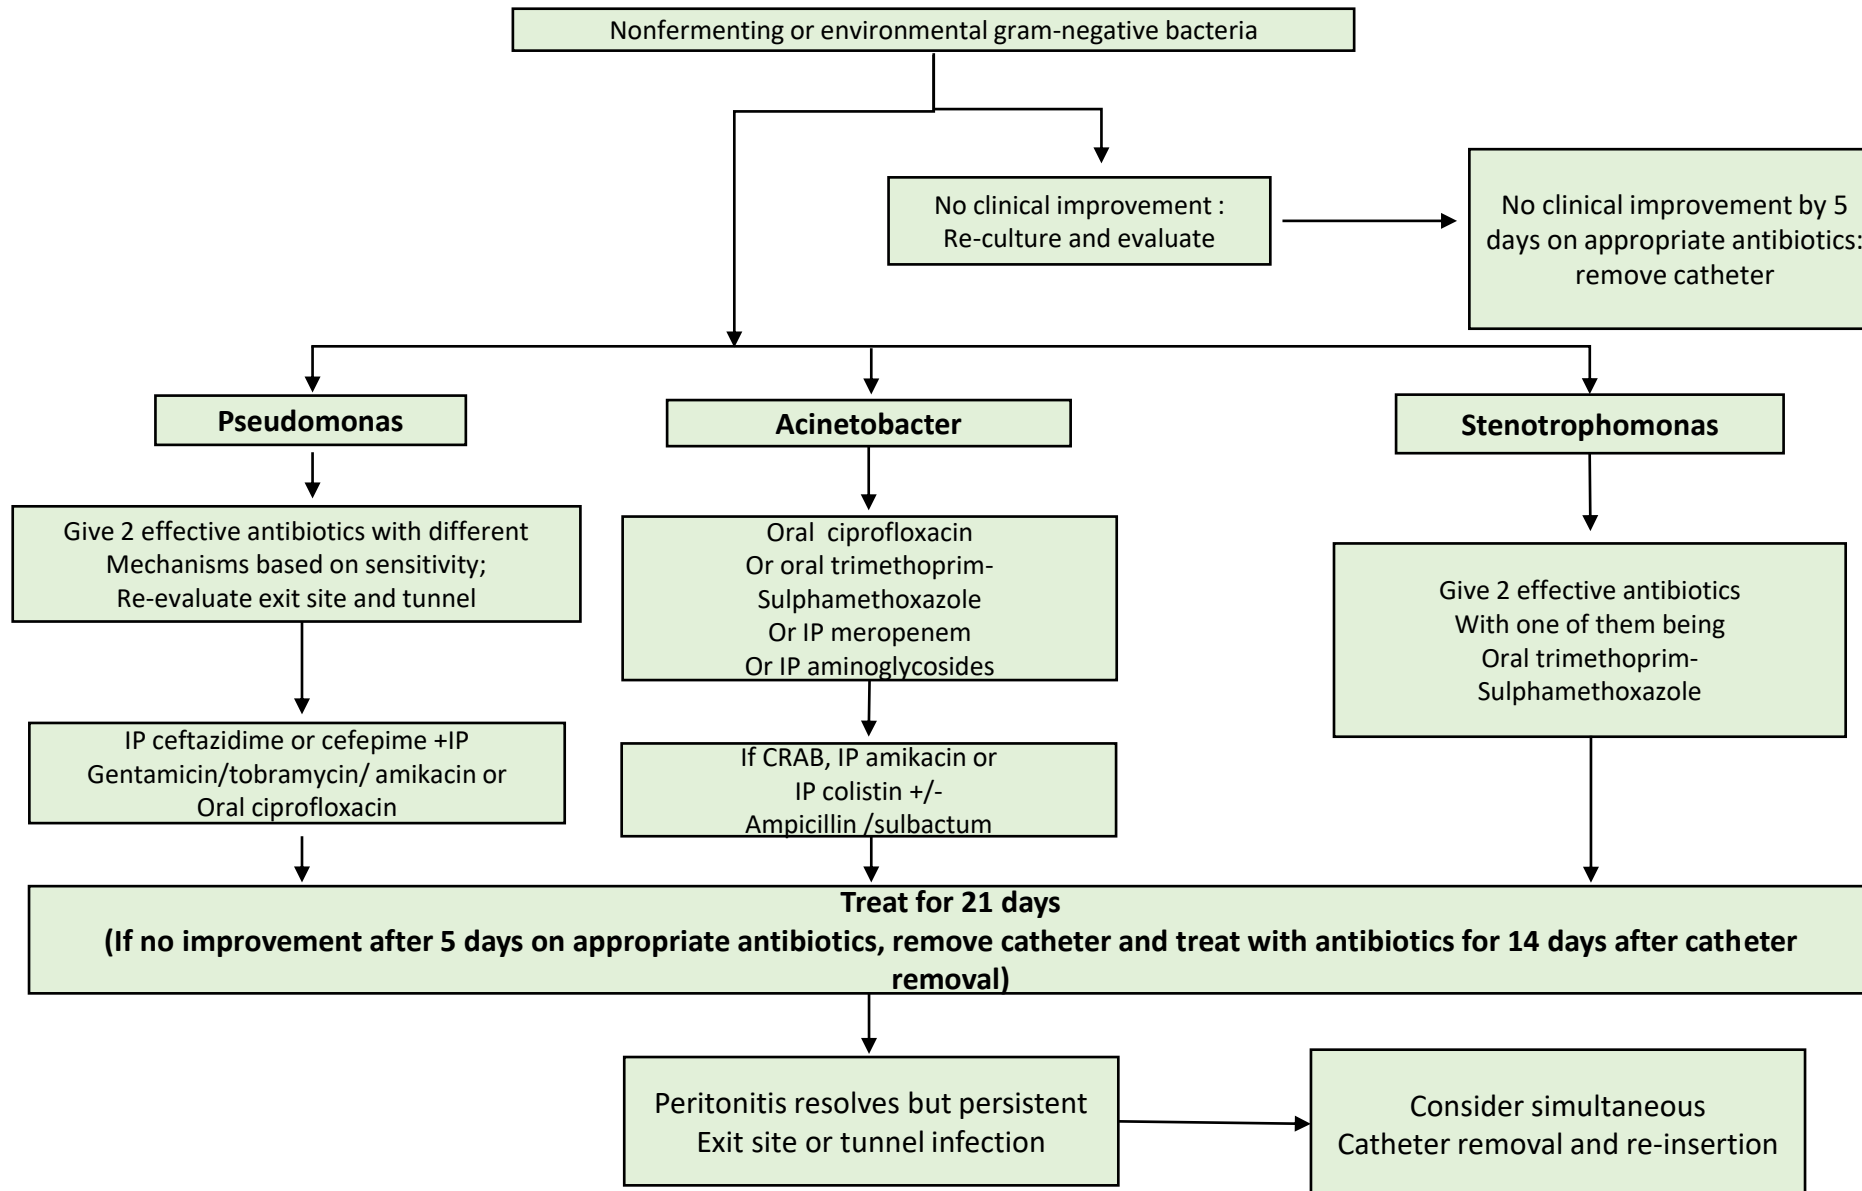 Nonfermenting or environmental gram-negative bacteria
No clinical improvement :
Re-culture and evaluate
No clinical improvement by 5
days on appropriate antibiotics:
remove catheter
Pseudomonas
Acinetobacter
Stenotrophomonas
Give 2 effective antibiotics with different
Mechanisms based on sensitivity;
Re-evaluate exit site and tunnel
Oral ciprofloxacin
Or oral trimethoprim-
Sulphamethoxazole
Or IP meropenem
Or IP aminoglycosides
Give 2 effective antibiotics
With one of them being
Oral trimethoprim-
Sulphamethoxazole
IP ceftazidime or cefepime +IP
Gentamicin/tobramycin/ amikacin or
Oral ciprofloxacin
If CRAB, IP amikacin or
IP colistin +/-
Ampicillin /sulbactum
Treat for 21 days
(If no improvement after 5 days on appropriate antibiotics, remove catheter and treat with antibiotics for 14 days after catheter
removal)
Peritonitis resolves but persistent
Exit site or tunnel infection
Consider simultaneous
Catheter removal and re-insertion